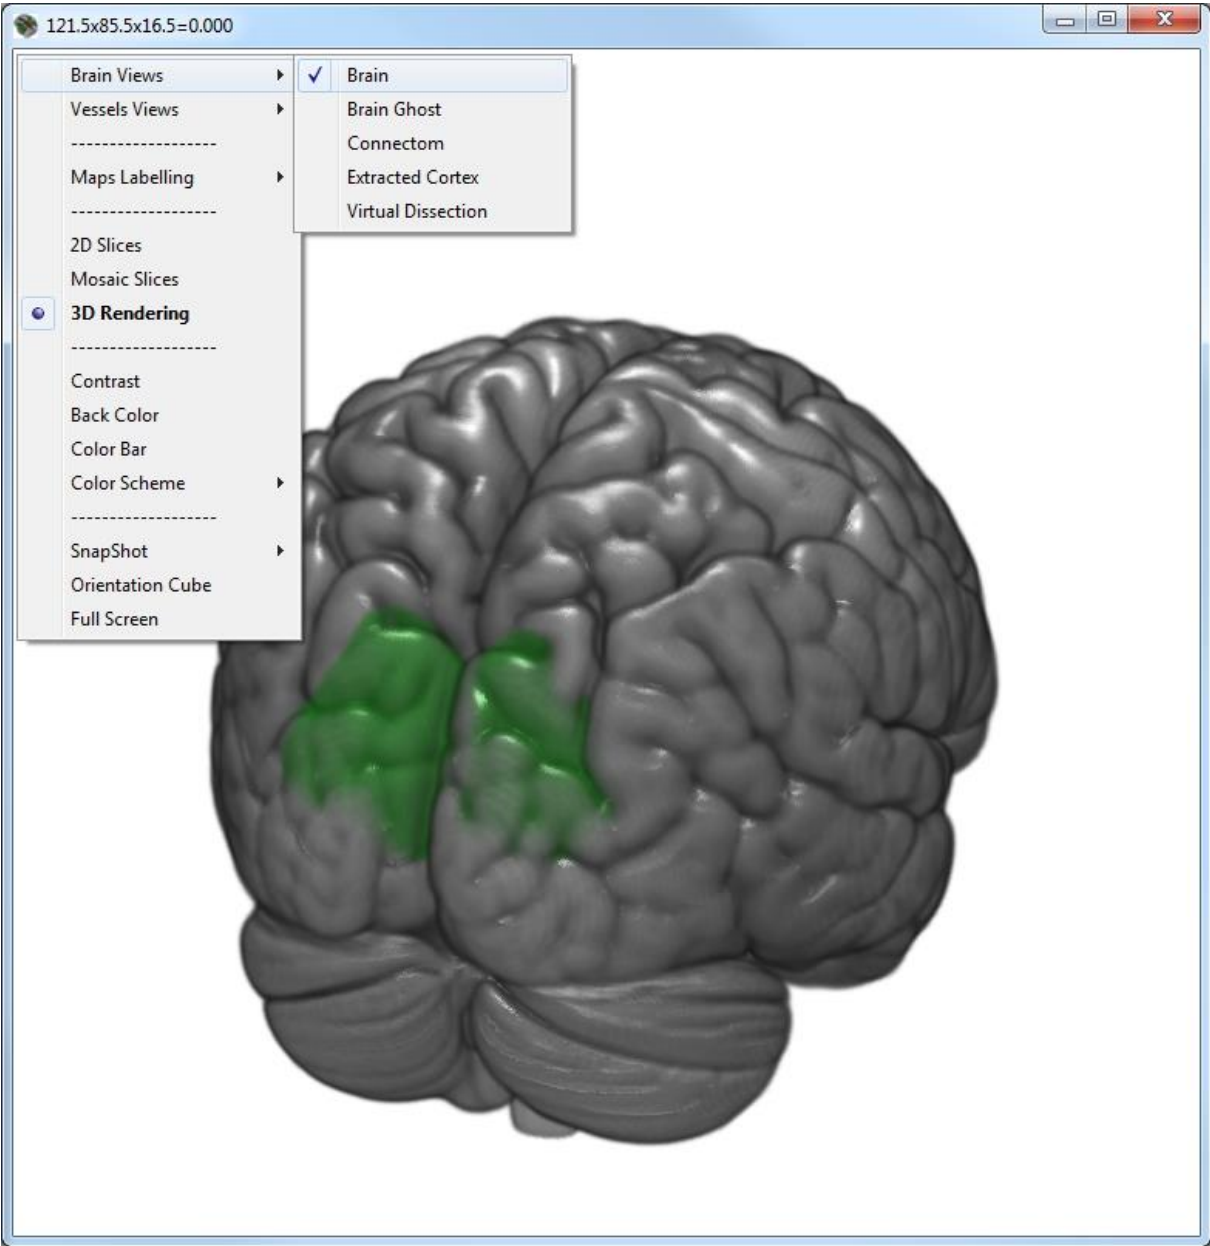 121.5x85.5x16.5=0.000
Brain Views
Vessels Views
-------------------
Maps Labelling
-------------------
2D Slices
Mosaic Slices
3D Rendering
-------------------
Contrast
Back Color
Color Bar
Color Scheme
-------------------
SnapShot
Orientation Cube
Full Screen
Brain
Brain Ghost
Connectom
Extracted Cortex
Virtual Dissection